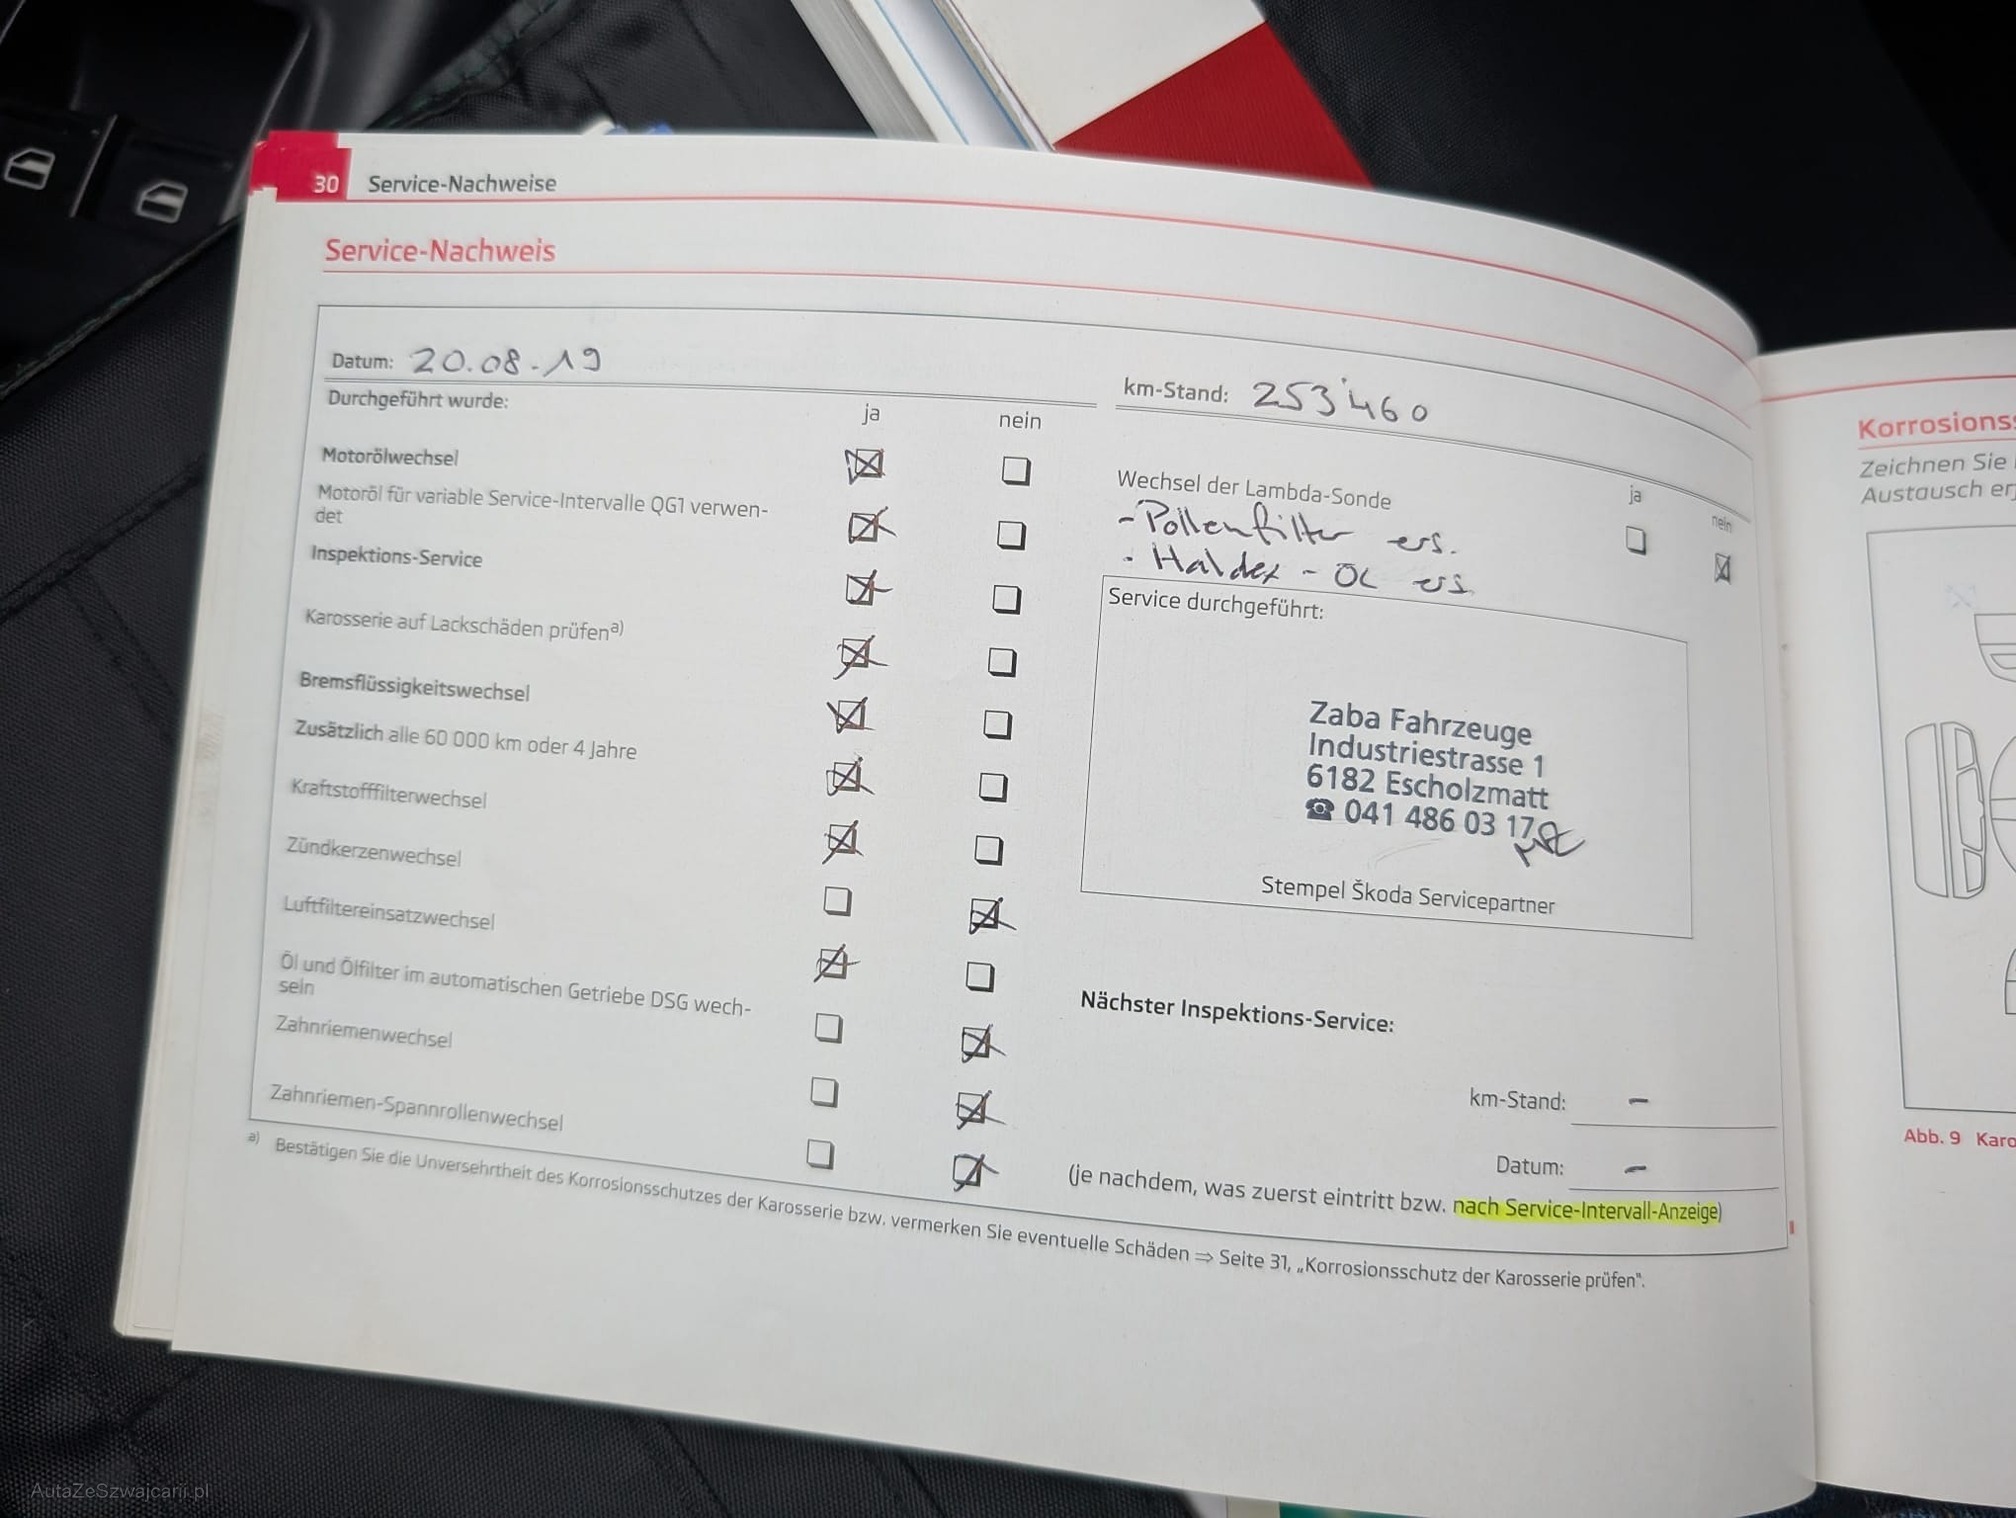 30 Service-Nachweise
Service-Nachweis
Datum: 20.08.19
km-Stand: 253'460
Durchgeführt wurde:
ja nein
Motorölwechsel
Motoröl für variable Service-Intervalle QG1 verwen-
det
Inspektions-Service
Karosserie auf Lackschäden prüfen a)
Bremsflüssigkeitswechsel
Zusätzlich alle 60 000 km oder 4 Jahre
Kraftstofffilterwechsel
Zündkerzenwechsel
Luftfiltereinsatzwechsel
Öl und Ölfilter im automatischen Getriebe DSG wech-
seln
Zahnriemenwechsel
Zahnriemen-Spannrollenwechsel
Wechsel der Lambda-Sonde
ja nein
- Pollenfilter ers.
- Haldex - ÖL ers.
Service durchgeführt:
Zaba Fahrzeuge
Industriestrasse 1
6182 Escholzmatt
☎ 041 486 03 17
Stempel Škoda Servicepartner
Nächster Inspektions-Service:
km-Stand: –
Datum: –
(je nachdem, was zuerst eintritt bzw. nach Service-Intervall-Anzeige)
a) Bestätigen Sie die Unversehrtheit des Korrosionsschutzes der Karosserie bzw. vermerken Sie eventuelle Schäden ⇒ Seite 31, „Korrosionsschutz der Karosserie prüfen“.
Korrosions
Zeichnen Sie
Austausch
Abb. 9 Karo
AutaZeSzwajcarii.pl